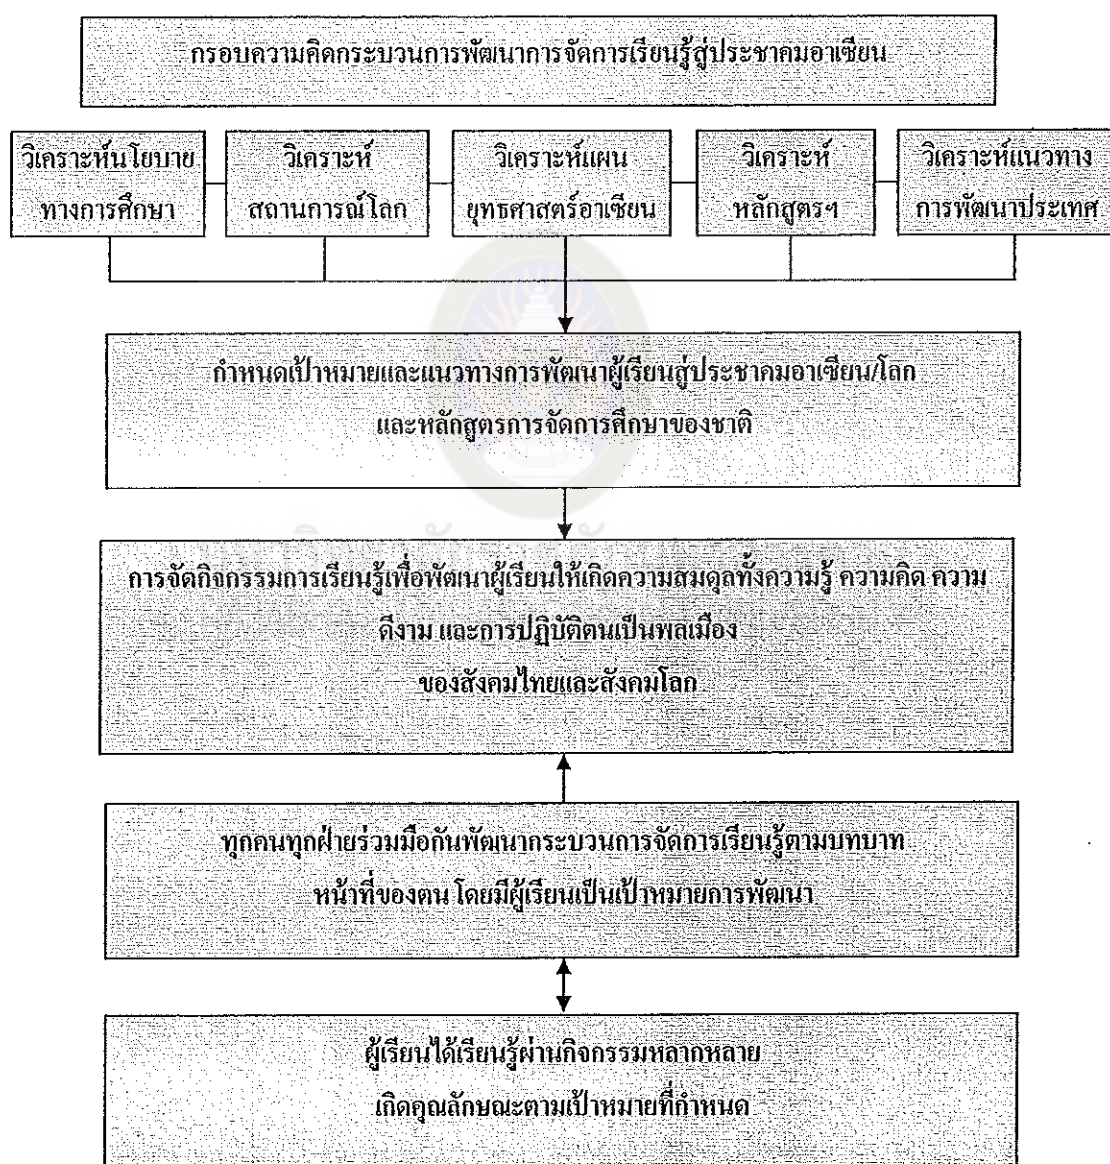 กรอบความคิดกระบวนการพัฒนาการจัดการเรียนรู้สู่ประชาคมอาเซียน
วิเคราะห์นโยบาย
ทางการศึกษา
วิเคราะห์
สถานการณ์โลก
วิเคราะห์แผน
ยุทธศาสตร์อาเซียน
วิเคราะห์
หลักสูตรฯ
วิเคราะห์แนวทาง
การพัฒนาประเทศ
กำหนดเป้าหมายและแนวทางการพัฒนาผู้เรียนสู่ประชาคมอาเซียน/โลก
และหลักสูตรการจัดการศึกษาของชาติ
การจัดกิจกรรมการเรียนรู้เพื่อพัฒนาผู้เรียนให้เกิดความสมดุลทั้งความรู้ ความคิด ความ
ดีงาม และการปฏิบัติตนเป็นพลเมือง
ของสังคมไทยและสังคมโลก
ทุกคนทุกฝ่ายร่วมมือกันพัฒนากระบวนการจัดการเรียนรู้ตามบทบาท
หน้าที่ของตน โดยมีผู้เรียนเป็นเป้าหมายการพัฒนา
ผู้เรียนได้เรียนรู้ผ่านกิจกรรมหลากหลาย
เกิดคุณลักษณะตามเป้าหมายที่กำหนด